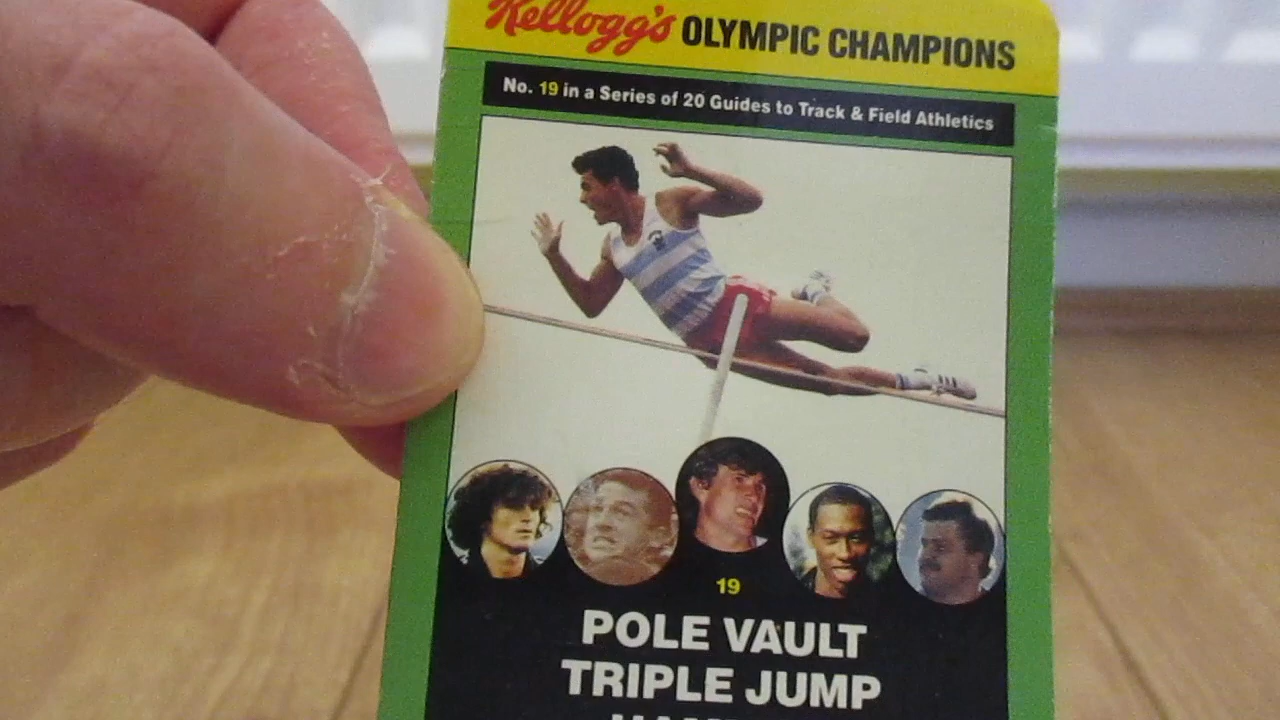 Kellogg's OLYMPIC CHAMPIONS
No. 19 in a Series of 20 Guides to Track & Field Athletics
19
POLE VAULT
TRIPLE JUMP